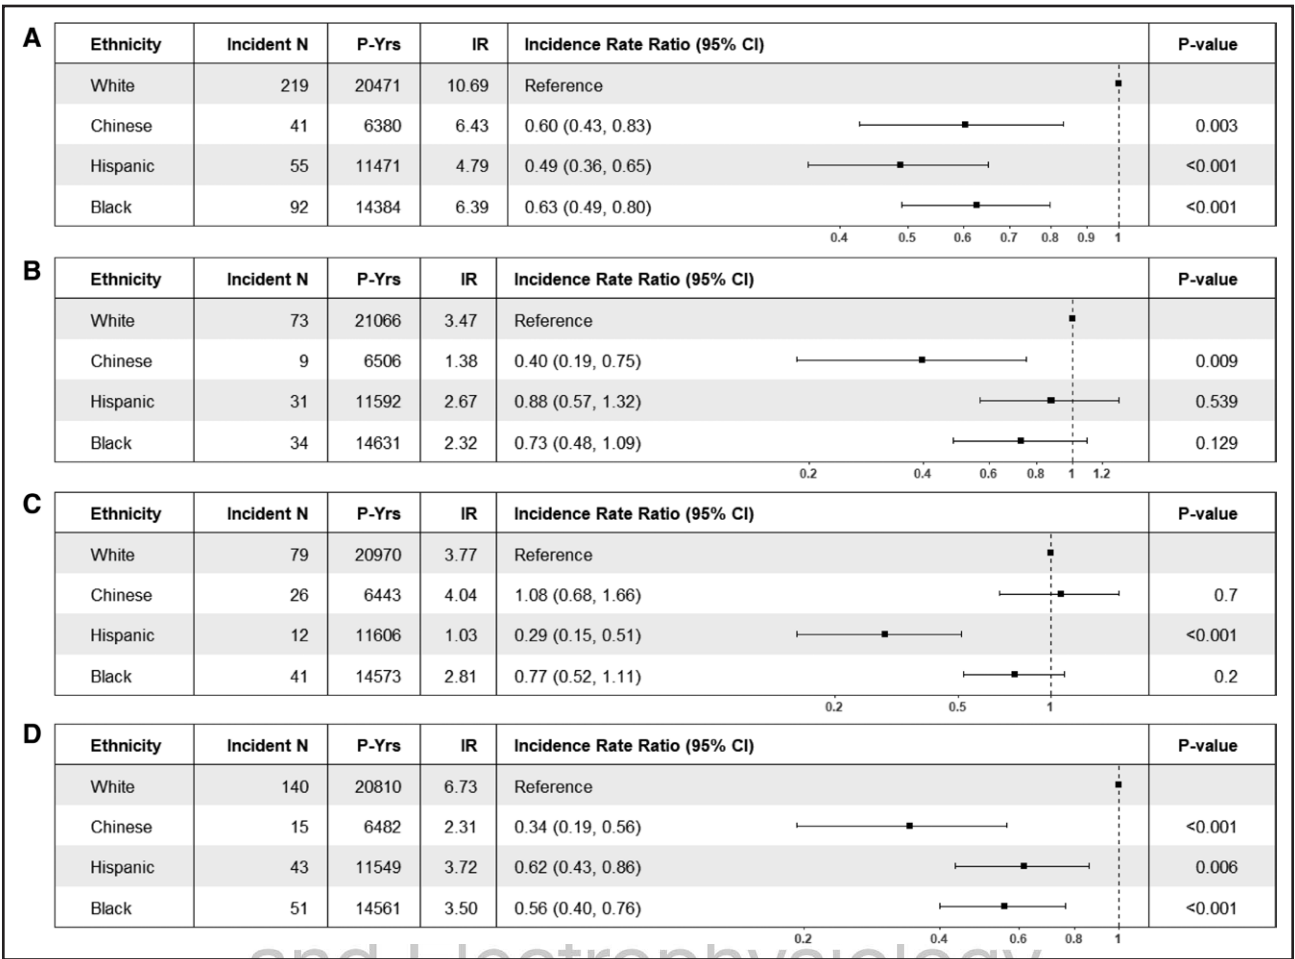 A
Ethnicity Incident N P-Yrs IR Incidence Rate Ratio (95% CI) P-value
White 219 20471 10.69 Reference
Chinese 41 6380 6.43 0.60 (0.43, 0.83) 0.003
Hispanic 55 11471 4.79 0.49 (0.36, 0.65) <0.001
Black 92 14384 6.39 0.63 (0.49, 0.80) <0.001
0.4 0.5 0.6 0.7 0.8 0.9 1
B
Ethnicity Incident N P-Yrs IR Incidence Rate Ratio (95% CI) P-value
White 73 21066 3.47 Reference
Chinese 9 6506 1.38 0.40 (0.19, 0.75) 0.009
Hispanic 31 11592 2.67 0.88 (0.57, 1.32) 0.539
Black 34 14631 2.32 0.73 (0.48, 1.09) 0.129
0.2 0.4 0.6 0.8 1 1.2
C
Ethnicity Incident N P-Yrs IR Incidence Rate Ratio (95% CI) P-value
White 79 20970 3.77 Reference
Chinese 26 6443 4.04 1.08 (0.68, 1.66) 0.7
Hispanic 12 11606 1.03 0.29 (0.15, 0.51) <0.001
Black 41 14573 2.81 0.77 (0.52, 1.11) 0.2
0.2 0.5 1
D
Ethnicity Incident N P-Yrs IR Incidence Rate Ratio (95% CI) P-value
White 140 20810 6.73 Reference
Chinese 15 6482 2.31 0.34 (0.19, 0.56) <0.001
Hispanic 43 11549 3.72 0.62 (0.43, 0.86) 0.006
Black 51 14561 3.50 0.56 (0.40, 0.76) <0.001
0.2 0.4 0.6 0.8 1
and Electrophysiology